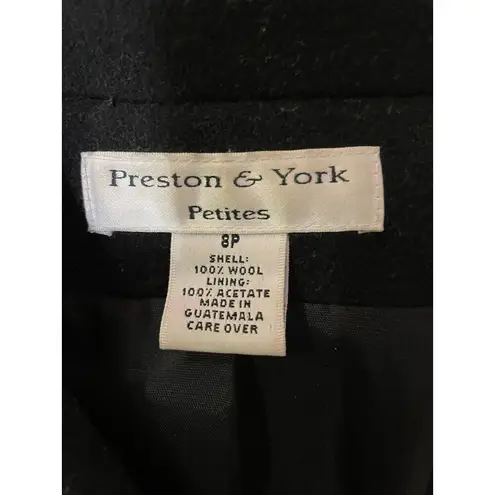 Preston & York
Petites
8P
SHELL:
100% WOOL
LINING:
100% ACETATE
MADE IN
GUATEMALA
CARE OVER